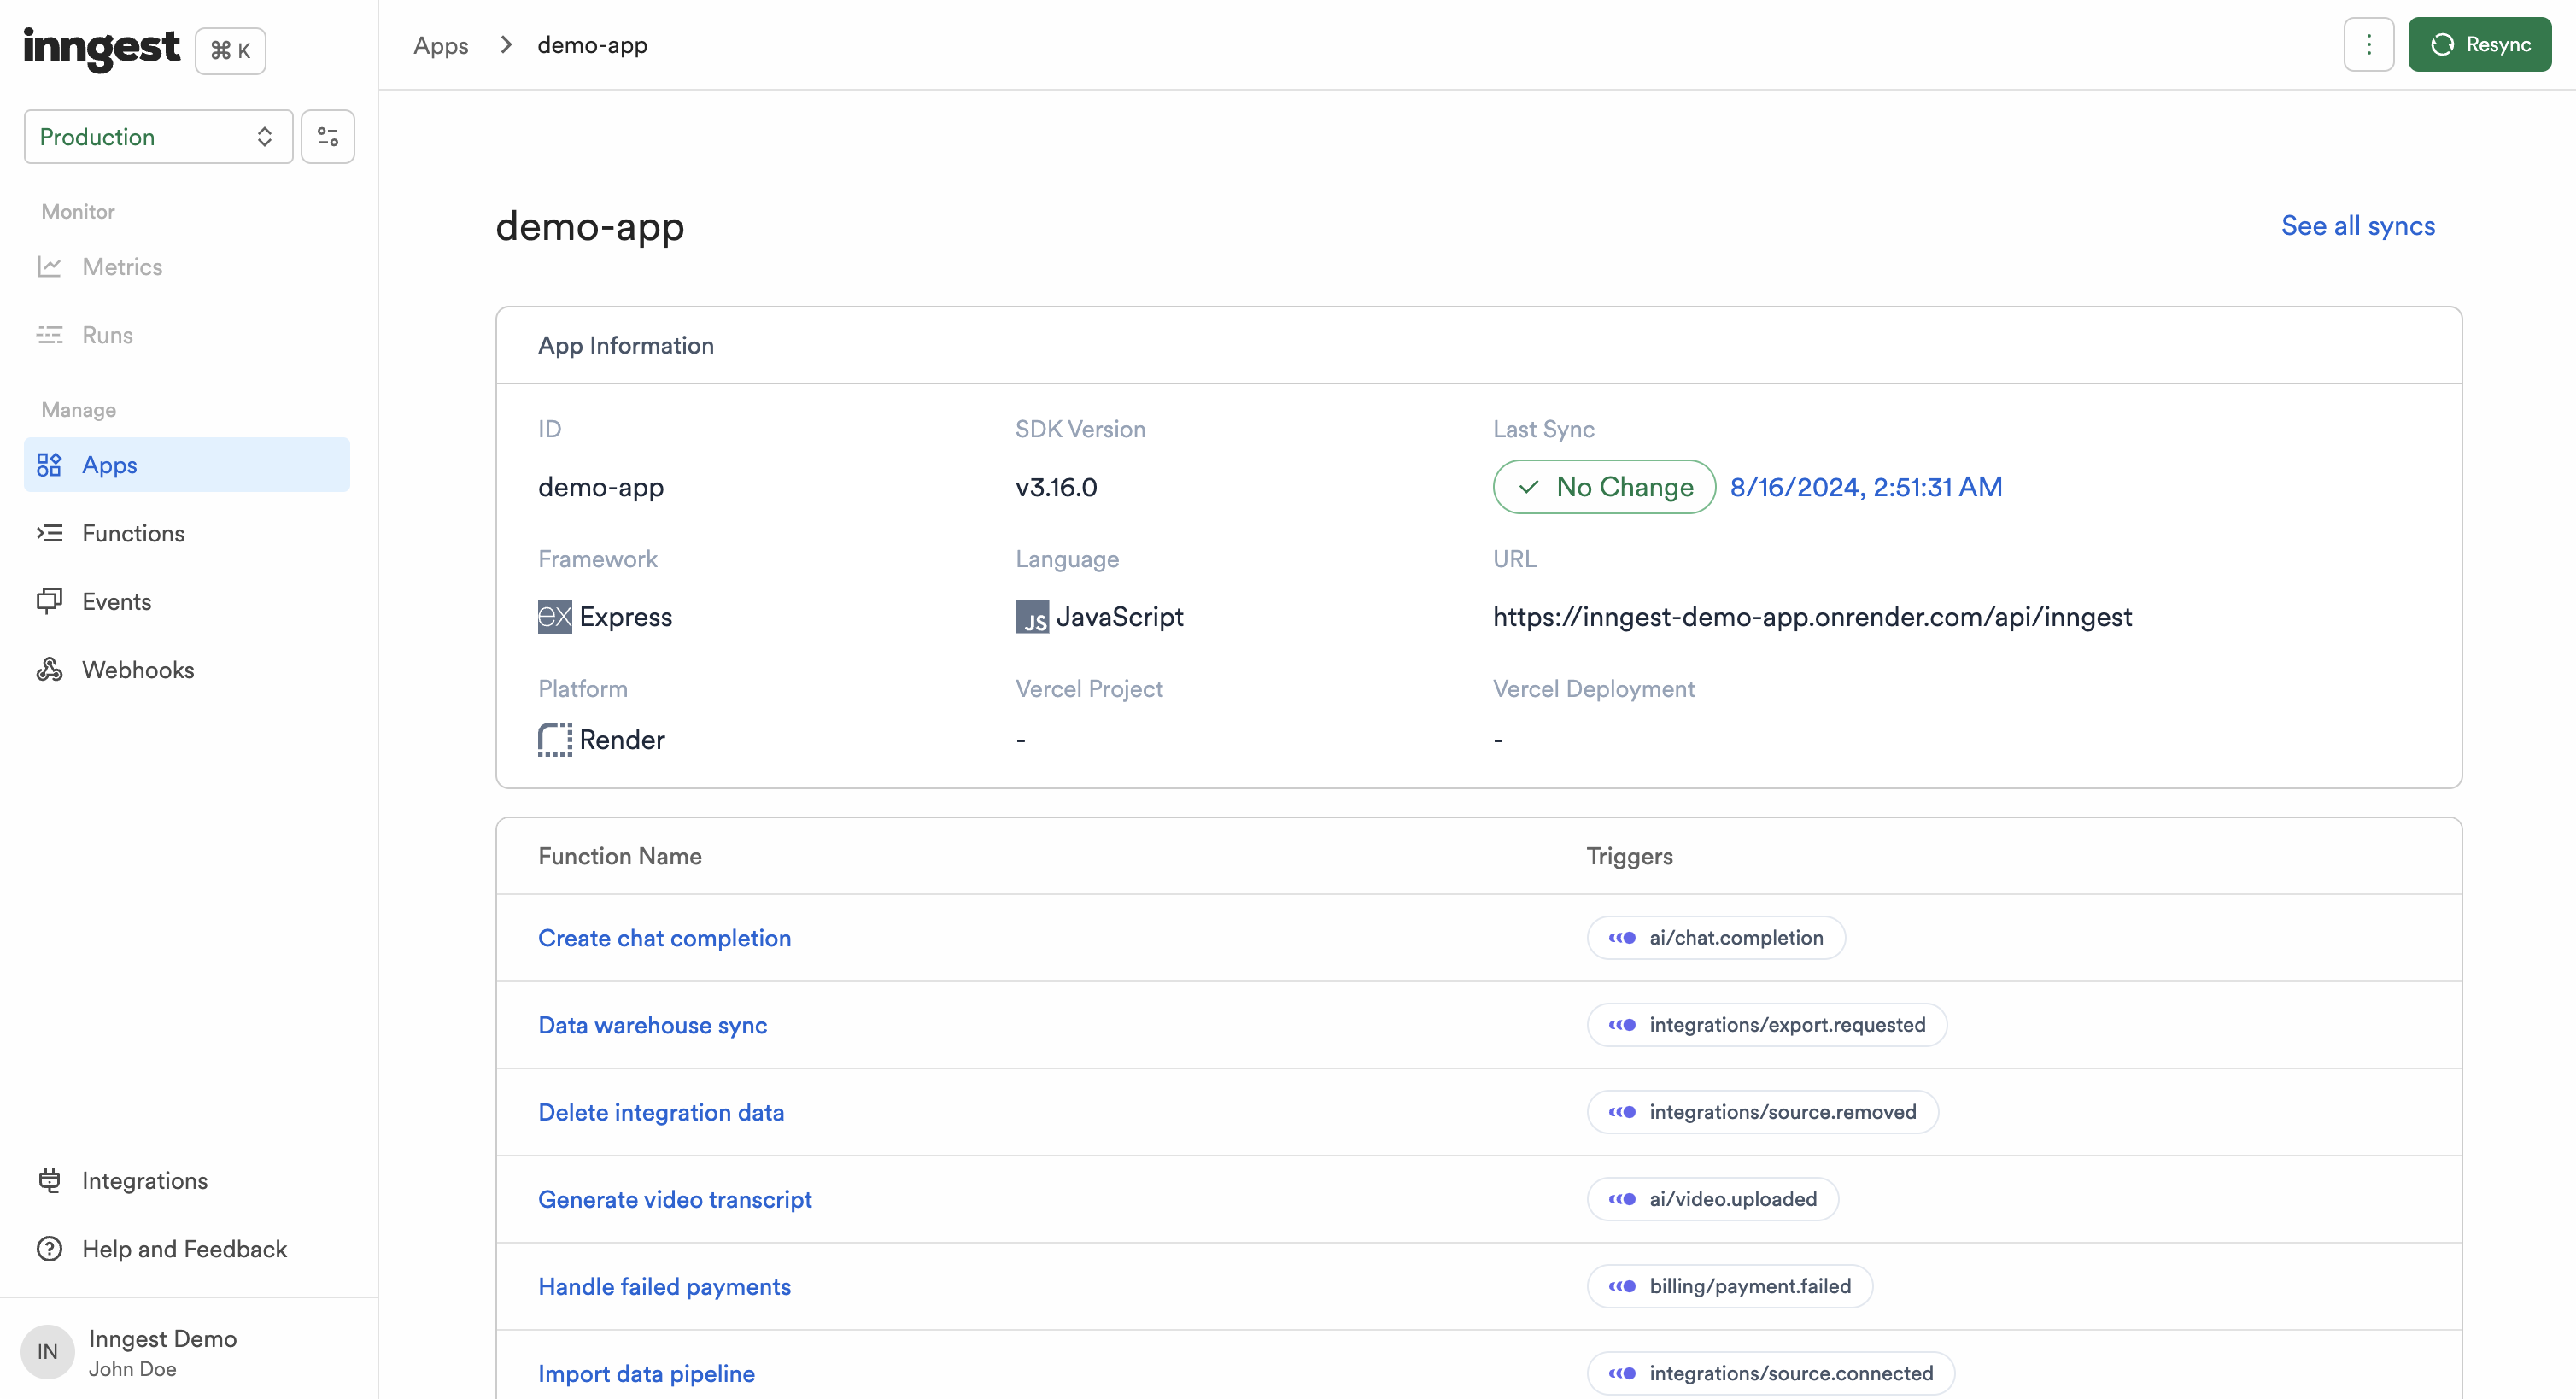 inngest ⌘ K
Production
Monitor
Metrics
Runs
Manage
Apps
Functions
Events
Webhooks
Integrations
Help and Feedback
IN
Inngest Demo
John Doe
Apps > demo-app
Resync
demo-app
See all syncs
App Information
ID SDK Version Last Sync
demo-app v3.16.0 No Change 8/16/2024, 2:51:31 AM
Framework Language URL
ex Express JS JavaScript https://inngest-demo-app.onrender.com/api/inngest
Platform Vercel Project Vercel Deployment
Render - -
Function Name Triggers
Create chat completion ai/chat.completion
Data warehouse sync integrations/export.requested
Delete integration data integrations/source.removed
Generate video transcript ai/video.uploaded
Handle failed payments billing/payment.failed
Import data pipeline integrations/source.connected